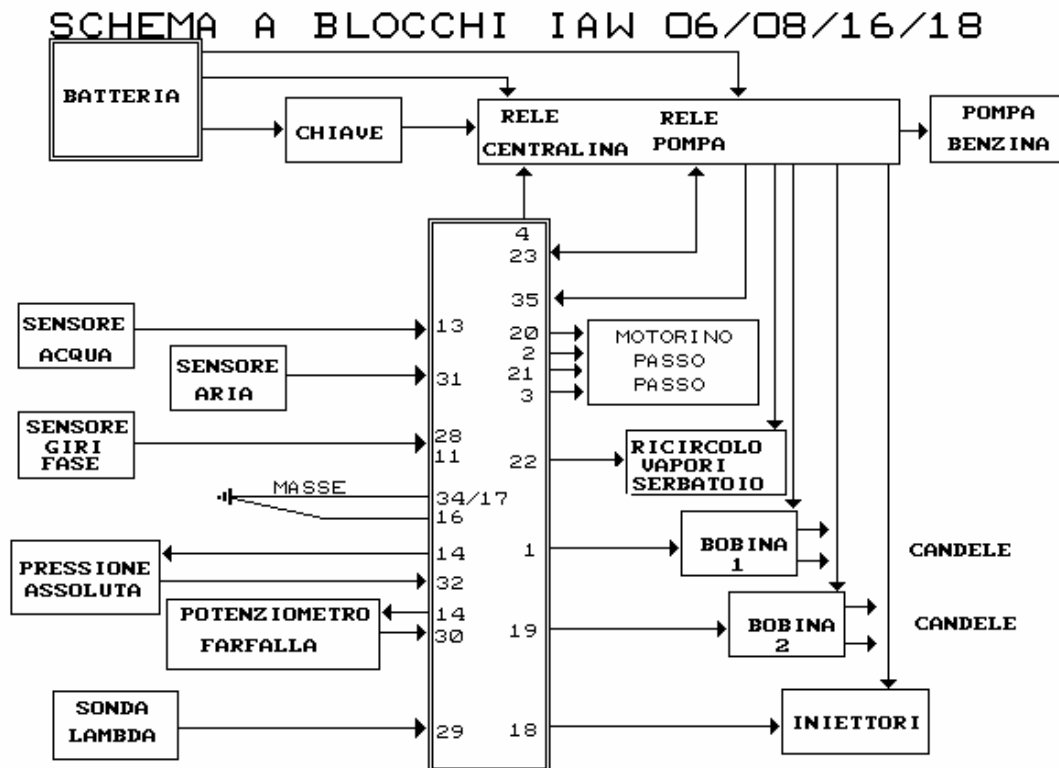 SCHEMA A BLOCCHI IAW 06/08/16/18
BATTERIA
CHIAVE
RELE
CENTRALINA
RELE
POMPA
POMPA
BENZINA
4
23
35
SENSORE
ACQUA
13
20
2
21
3
MOTORINO
PASSO
PASSO
SENSORE
ARIA
31
SENSORE
GIRI
FASE
28
11
22
RICIRCOLO
VAPORI
SERBATOIO
MASSE
34/17
16
PRESSIONE
ASSOLUTA
14
32
1
BOBINA
1
CANDELE
POTENZIOMETRO
FARFALLA
14
30
19
BOBINA
2
CANDELE
SONDA
LAMBDA
29
18
INIETTORI